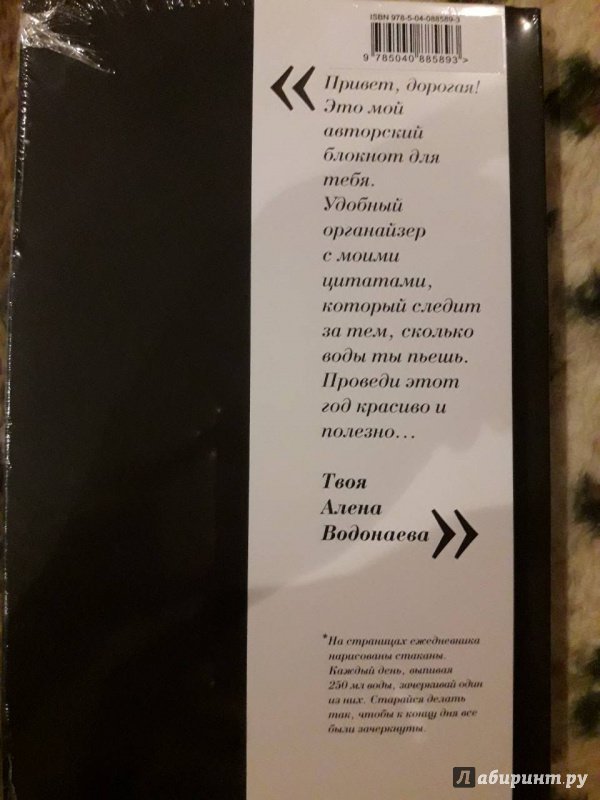 ISBN 978-5-04-088589-3
9 785040 885893 >
« Привет, дорогая!
Это мой
авторский
блокнот для
тебя.
Удобный
органайзер
с моими
цитатами,
который следит
за тем, сколько
воды ты пьешь.
Проведи этот
год красиво и
полезно...
Твоя
Алена
Водонаева »
*На страницах ежедневника
нарисованы стаканы.
Каждый день, выпивая
250 мл воды, зачеркивай один
из них. Старайся делать
так, чтобы к концу дня все
были зачеркнуты.
Лабиринт.ру